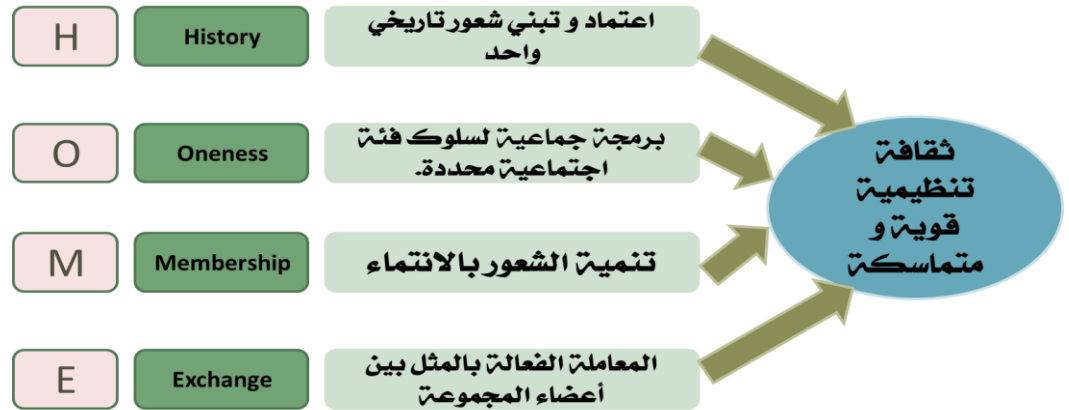 H
History
اعتماد و تبني شعور تاريخي
واحد
O
Oneness
برمجة جماعية لسلوك فئة
اجتماعية محددة.
M
Membership
تنمية الشعور بالانتماء
E
Exchange
المعاملة الفعالة بالمثل بين
أعضاء المجموعة
ثقافة
تنظيمية
قوية و
متماسكة